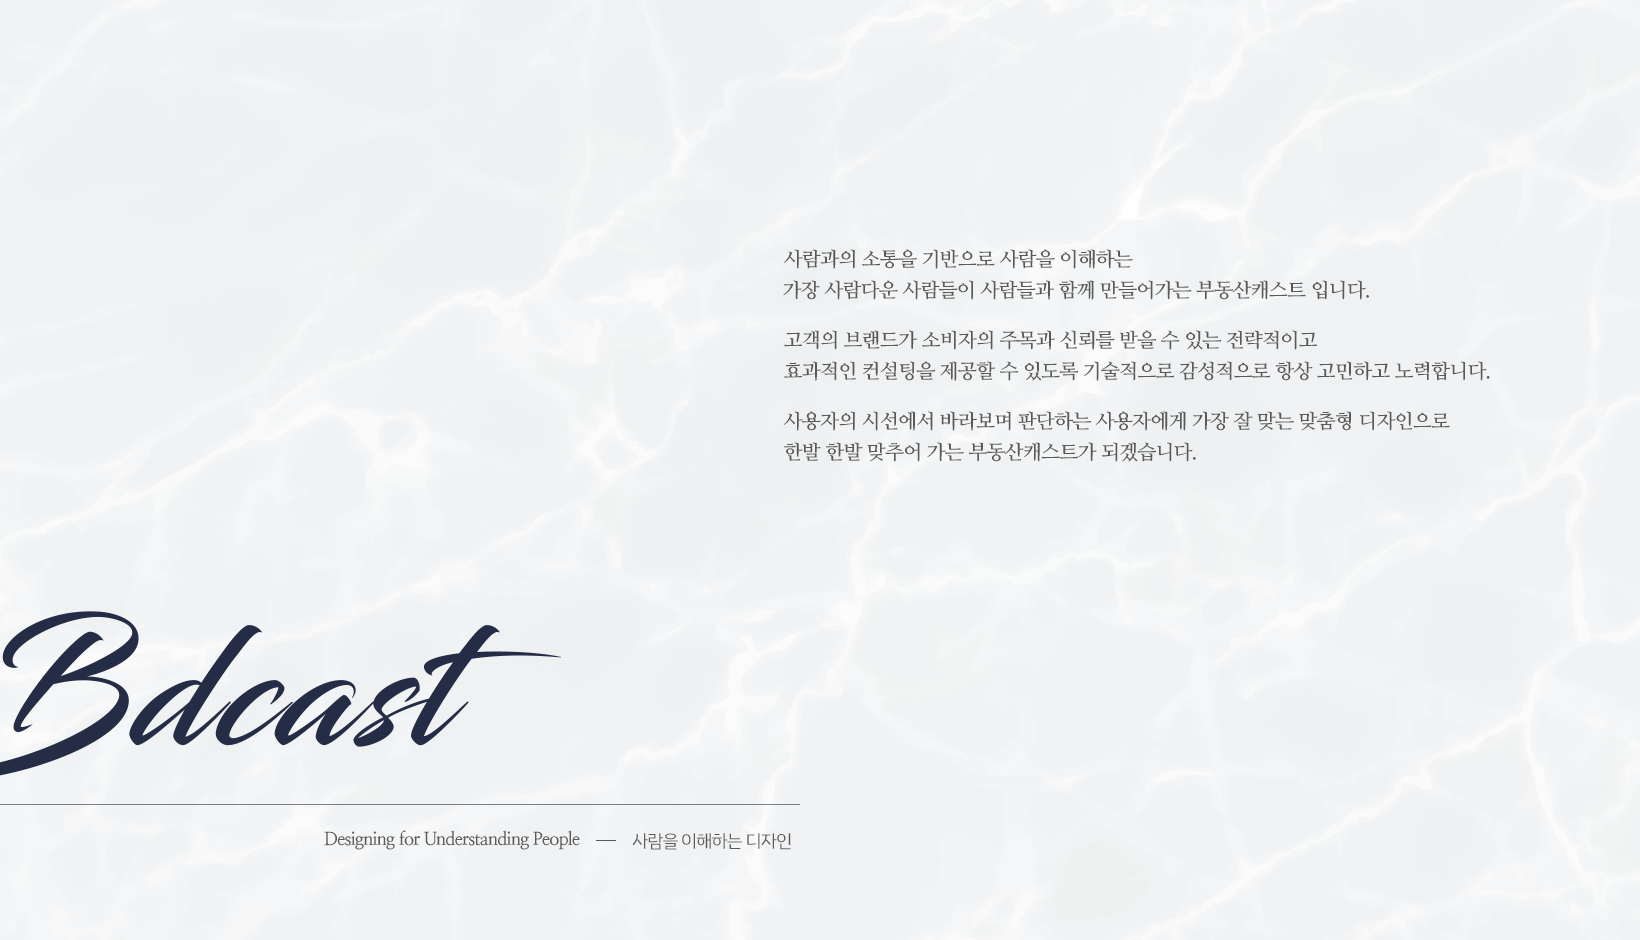 사람과의 소통을 기반으로 사람을 이해하는
가장 사람다운 사람들이 사람들과 함께 만들어가는 부동산캐스트 입니다.
고객의 브랜드가 소비자의 주목과 신뢰를 받을 수 있는 전략적이고
효과적인 컨설팅을 제공할 수 있도록 기술적으로 감성적으로 항상 고민하고 노력합니다.
사용자의 시선에서 바라보며 판단하는 사용자에게 가장 잘 맞는 맞춤형 디자인으로
한발 한발 맞추어 가는 부동산캐스트가 되겠습니다.
Bdcast
Designing for Understanding People — 사람을 이해하는 디자인